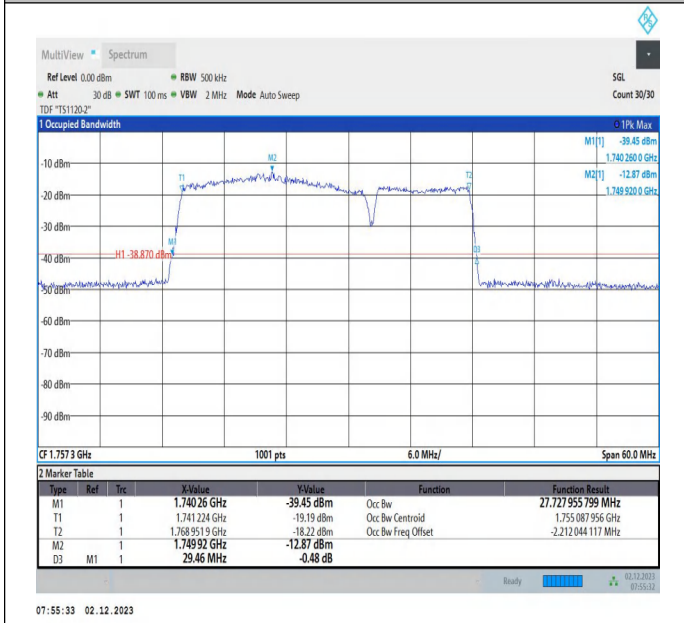 MultiView Spectrum
Ref Level 0.00 dBm RBW 500 kHz SGL
Att 30 dB SWT 100 ms VBW 2 MHz Mode Auto Sweep Count 30/30
TDF "TS1120-2"
1 Occupied Bandwidth 1Pk Max
M1[1] -39.45 dBm
1.740 260 0 GHz
M2[1] -12.87 dBm
1.749 920 0 GHz
-10 dBm
M2
T1
T2
-20 dBm
-30 dBm
M1
D3
H1 -38.870 dBm
-40 dBm
-50 dBm
-60 dBm
-70 dBm
-80 dBm
-90 dBm
CF 1.757 3 GHz 1001 pts 6.0 MHz/ Span 60.0 MHz
2 Marker Table
Type Ref Trc X-Value Y-Value Function Function Result
M1 1 1.740 26 GHz -39.45 dBm Occ Bw 27.727 955 799 MHz
T1 1 1.741 224 GHz -19.19 dBm Occ Bw Centroid 1.755 087 956 GHz
T2 1 1.768 951 9 GHz -18.22 dBm Occ Bw Freq Offset -2.212 044 117 MHz
M2 1 1.749 92 GHz -12.87 dBm
D3 M1 1 29.46 MHz -0.48 dB
Ready 02.12.2023
07:55:32
07:55:33 02.12.2023